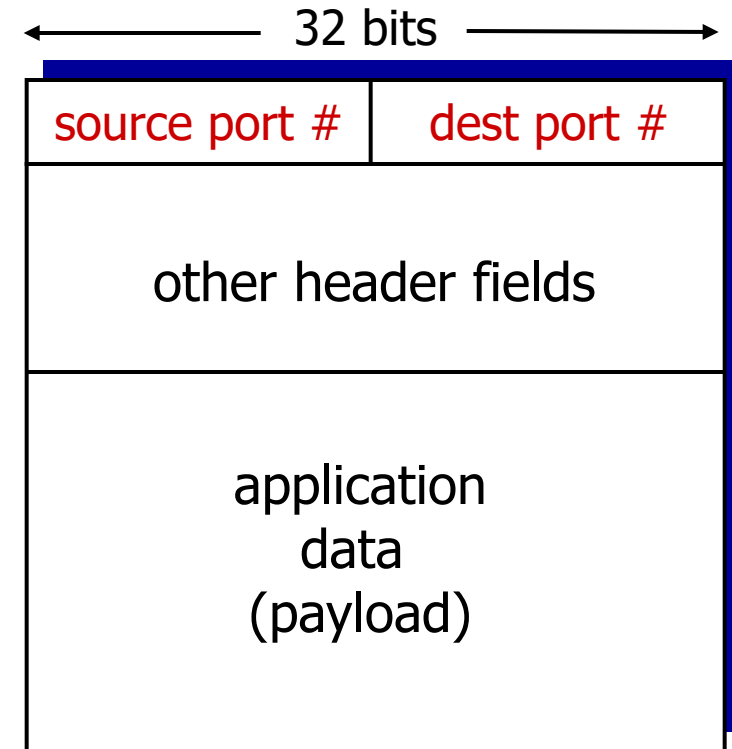 32 bits
source port # dest port #
other header fields
application
data
(payload)